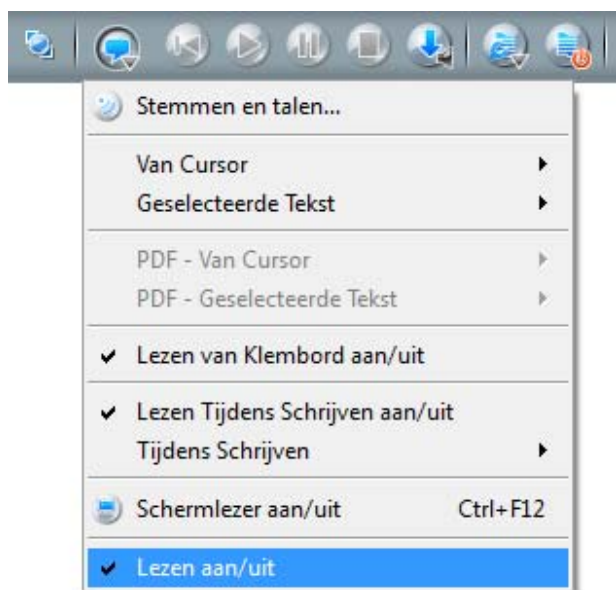 Stemmen en talen...
Van Cursor
Geselecteerde Tekst
PDF - Van Cursor
PDF - Geselecteerde Tekst
Lezen van Klembord aan/uit
Lezen Tijdens Schrijven aan/uit
Tijdens Schrijven
Schermlezer aan/uit Ctrl+F12
Lezen aan/uit